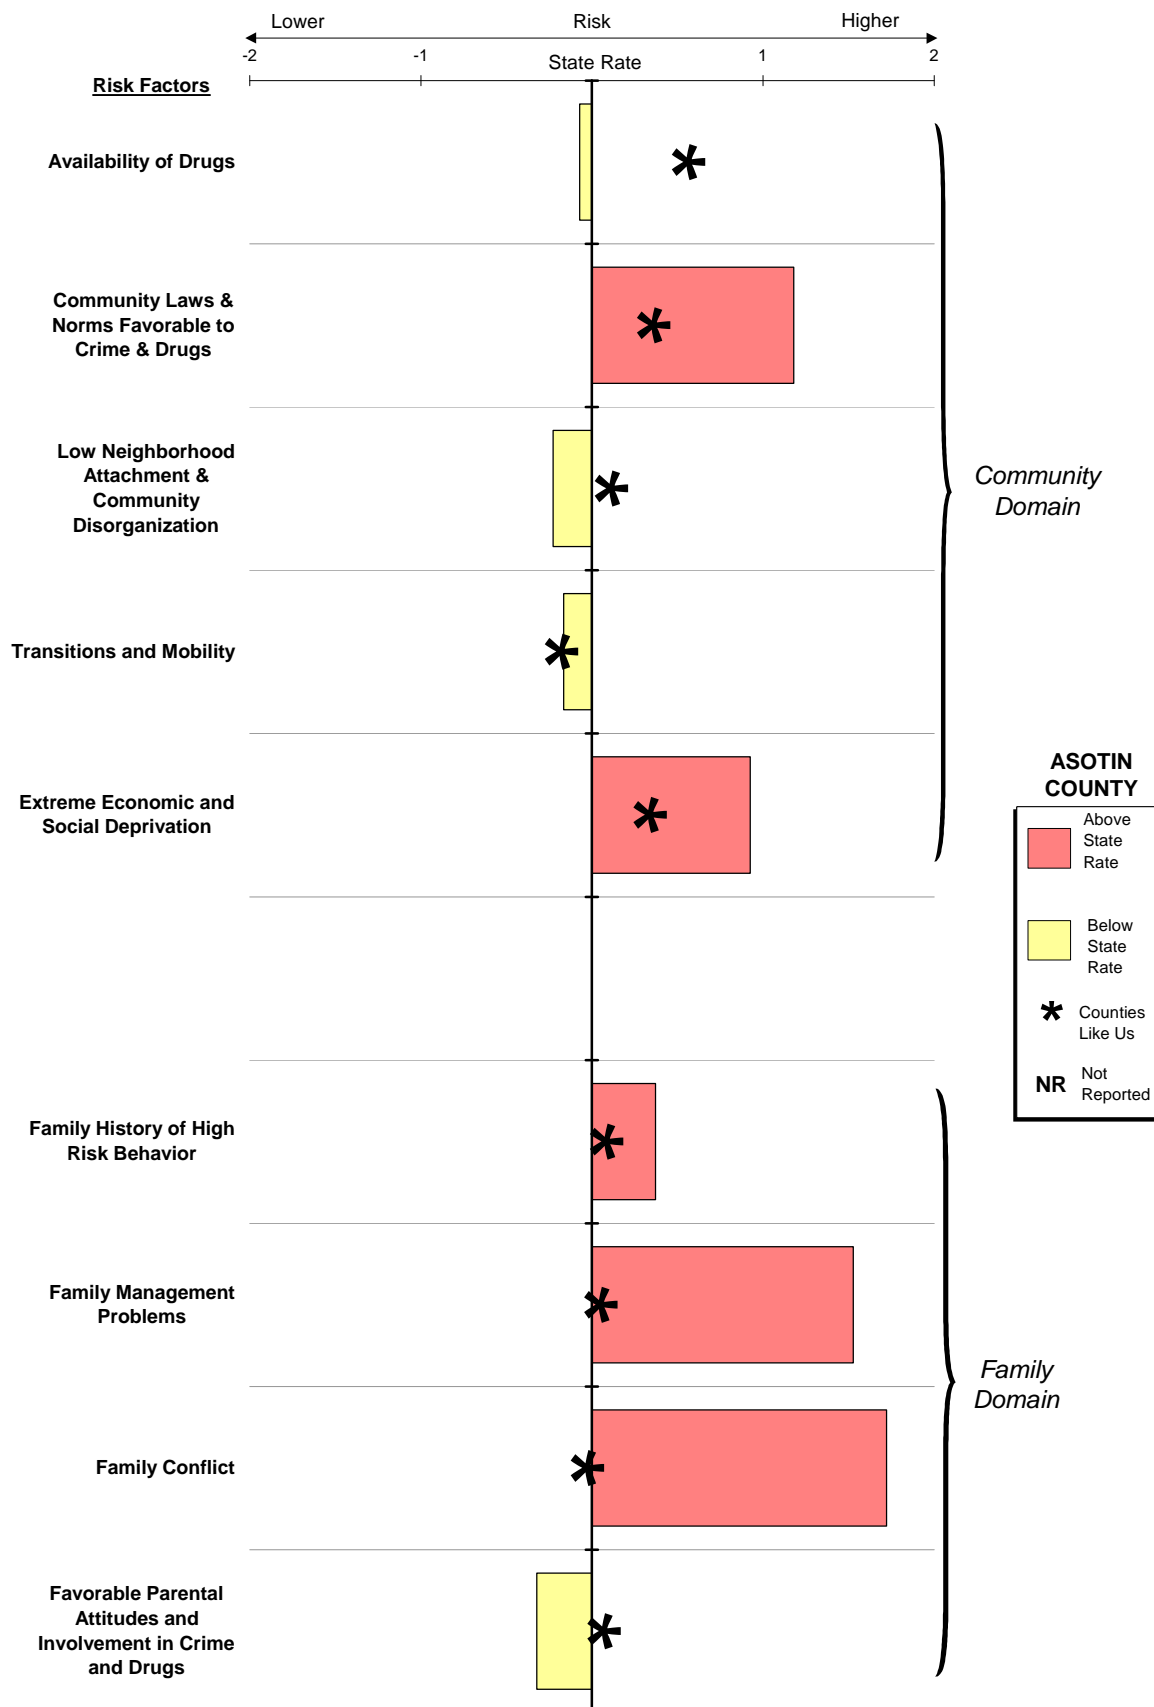 Lower Risk Higher
-2 -1 State Rate 1 2
Risk Factors
Availability of Drugs
*
Community Laws &
Norms Favorable to
Crime & Drugs
*
Low Neighborhood
Attachment &
Community
Disorganization
*
Community
Domain
Transitions and Mobility
*
Extreme Economic and
Social Deprivation
*
ASOTIN
COUNTY
Above
State
Rate
Below
State
Rate
* Counties
Like Us
NR Not
Reported
Family History of High
Risk Behavior
*
Family Management
Problems
*
Family
Domain
Family Conflict
*
Favorable Parental
Attitudes and
Involvement in Crime
and Drugs
*